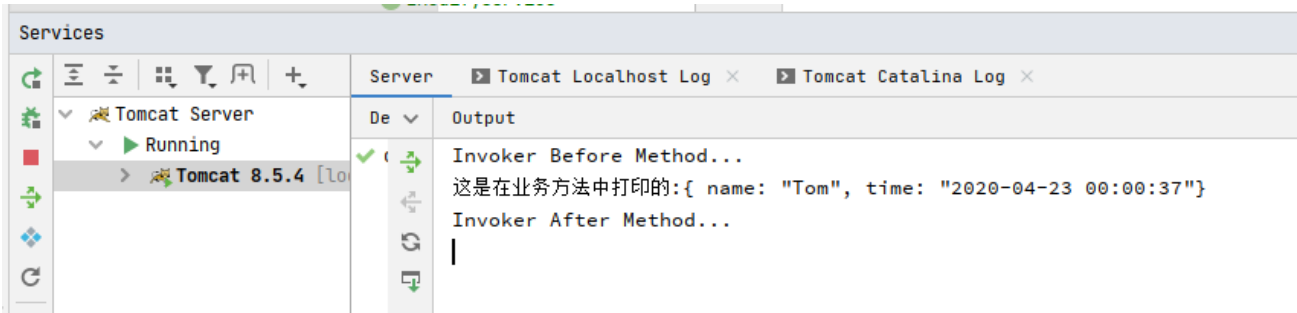 Services
Server
Tomcat Localhost Log
Tomcat Catalina Log
Tomcat Server
De
Output
Running
Tomcat 8.5.4
Invoker Before Method...
这是在业务方法中打印的:{ name: "Tom", time: "2020-04-23 00:00:37"}
Invoker After Method...